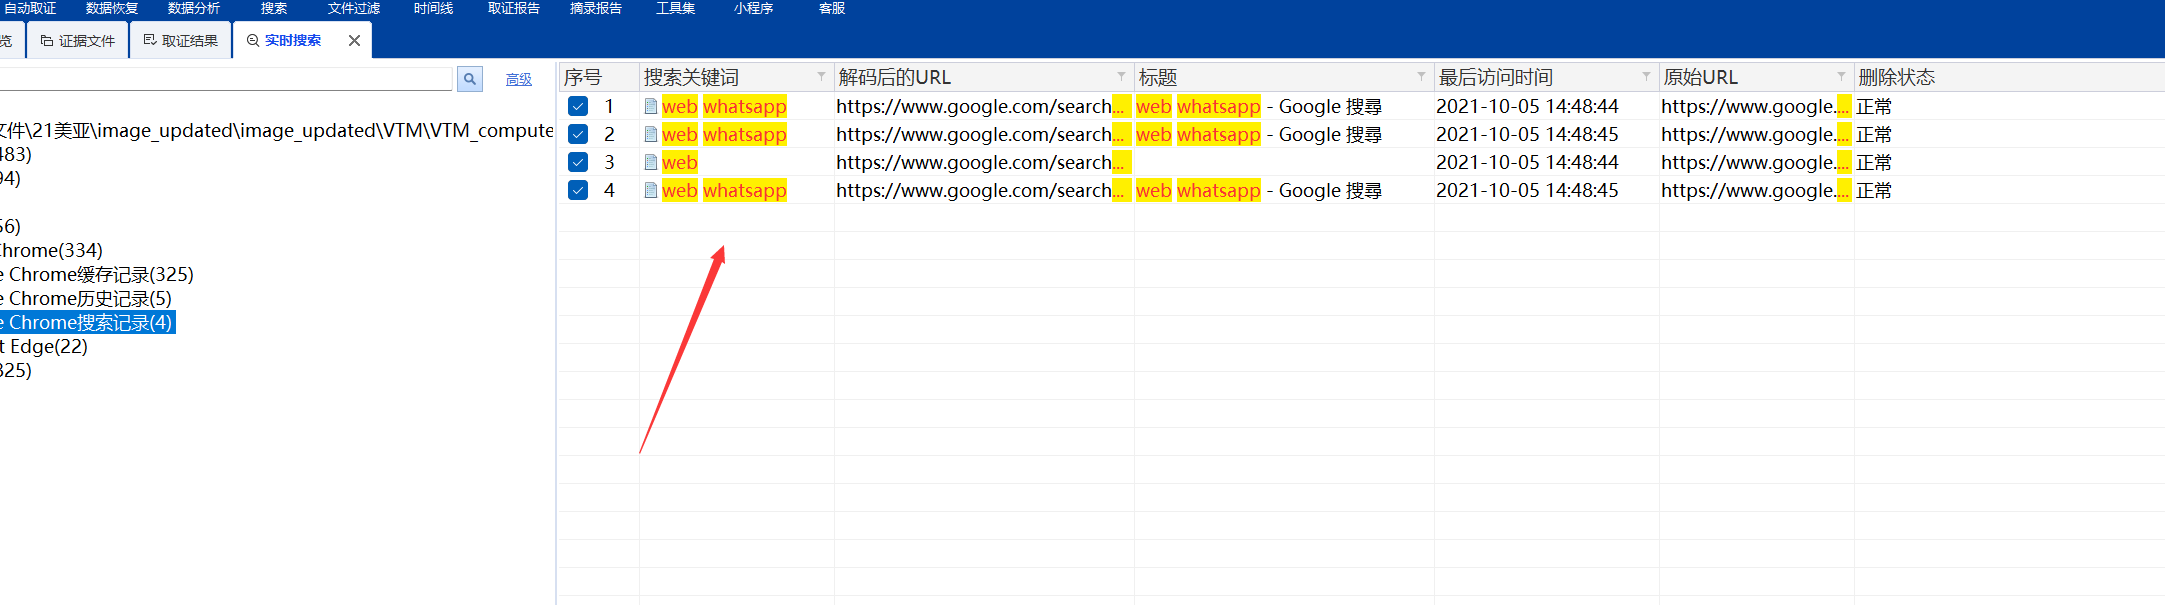 自动取证 数据恢复 数据分析 搜索 文件过滤 时间线 取证报告 摘录报告 工具集 小程序 客服
览 证据文件 取证结果 实时搜索
高级
序号 搜索关键词 解码后的URL 标题 最后访问时间 原始URL 删除状态
1 web whatsapp https://www.google.com/search... web whatsapp - Google 搜尋 2021-10-05 14:48:44 https://www.google.... 正常
2 web whatsapp https://www.google.com/search... web whatsapp - Google 搜尋 2021-10-05 14:48:45 https://www.google.... 正常
3 web https://www.google.com/search... 2021-10-05 14:48:44 https://www.google.... 正常
4 web whatsapp https://www.google.com/search... web whatsapp - Google 搜尋 2021-10-05 14:48:45 https://www.google.... 正常
文件\21美亚\image_updated\image_updated\VTM\VTM_compute
483)
94)
56)
Chrome(334)
e Chrome缓存记录(325)
e Chrome历史记录(5)
e Chrome搜索记录(4)
t Edge(22)
325)